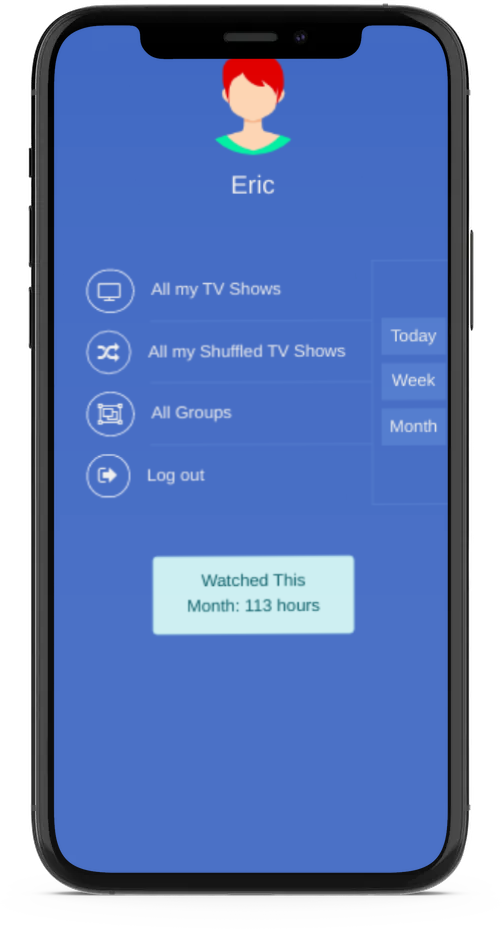 Eric
All my TV Shows
All my Shuffled TV Shows
All Groups
Log out
Today
Week
Month
Watched This
Month: 113 hours